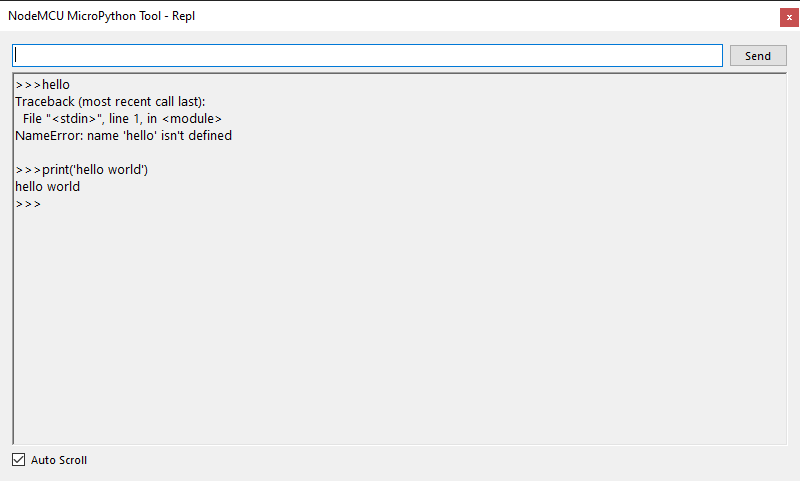 NodeMCU MicroPython Tool - Repl
x
Send
>>>hello
Traceback (most recent call last):
  File "<stdin>", line 1, in <module>
NameError: name 'hello' isn't defined
>>>print('hello world')
hello world
>>>
Auto Scroll